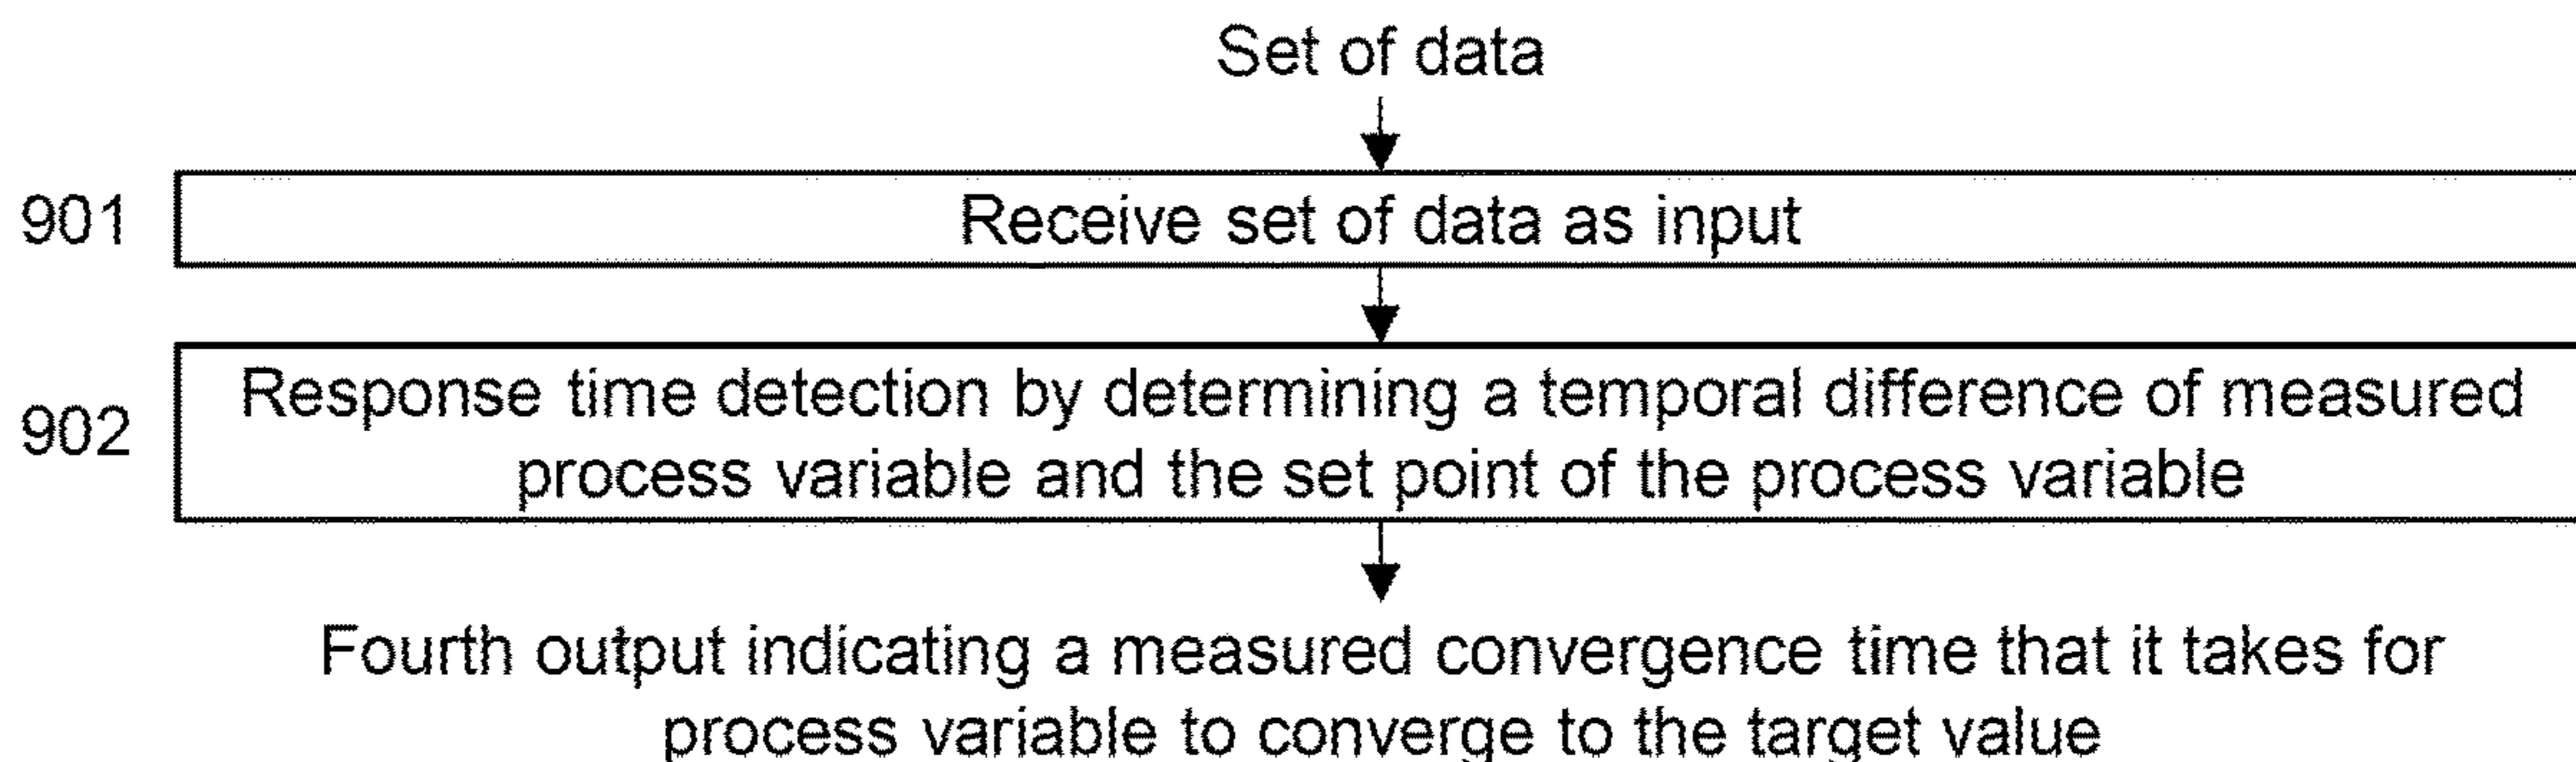 Set of data
901
Receive set of data as input
902
Response time detection by determining a temporal difference of measured
process variable and the set point of the process variable
Fourth output indicating a measured convergence time that it takes for
process variable to converge to the target value